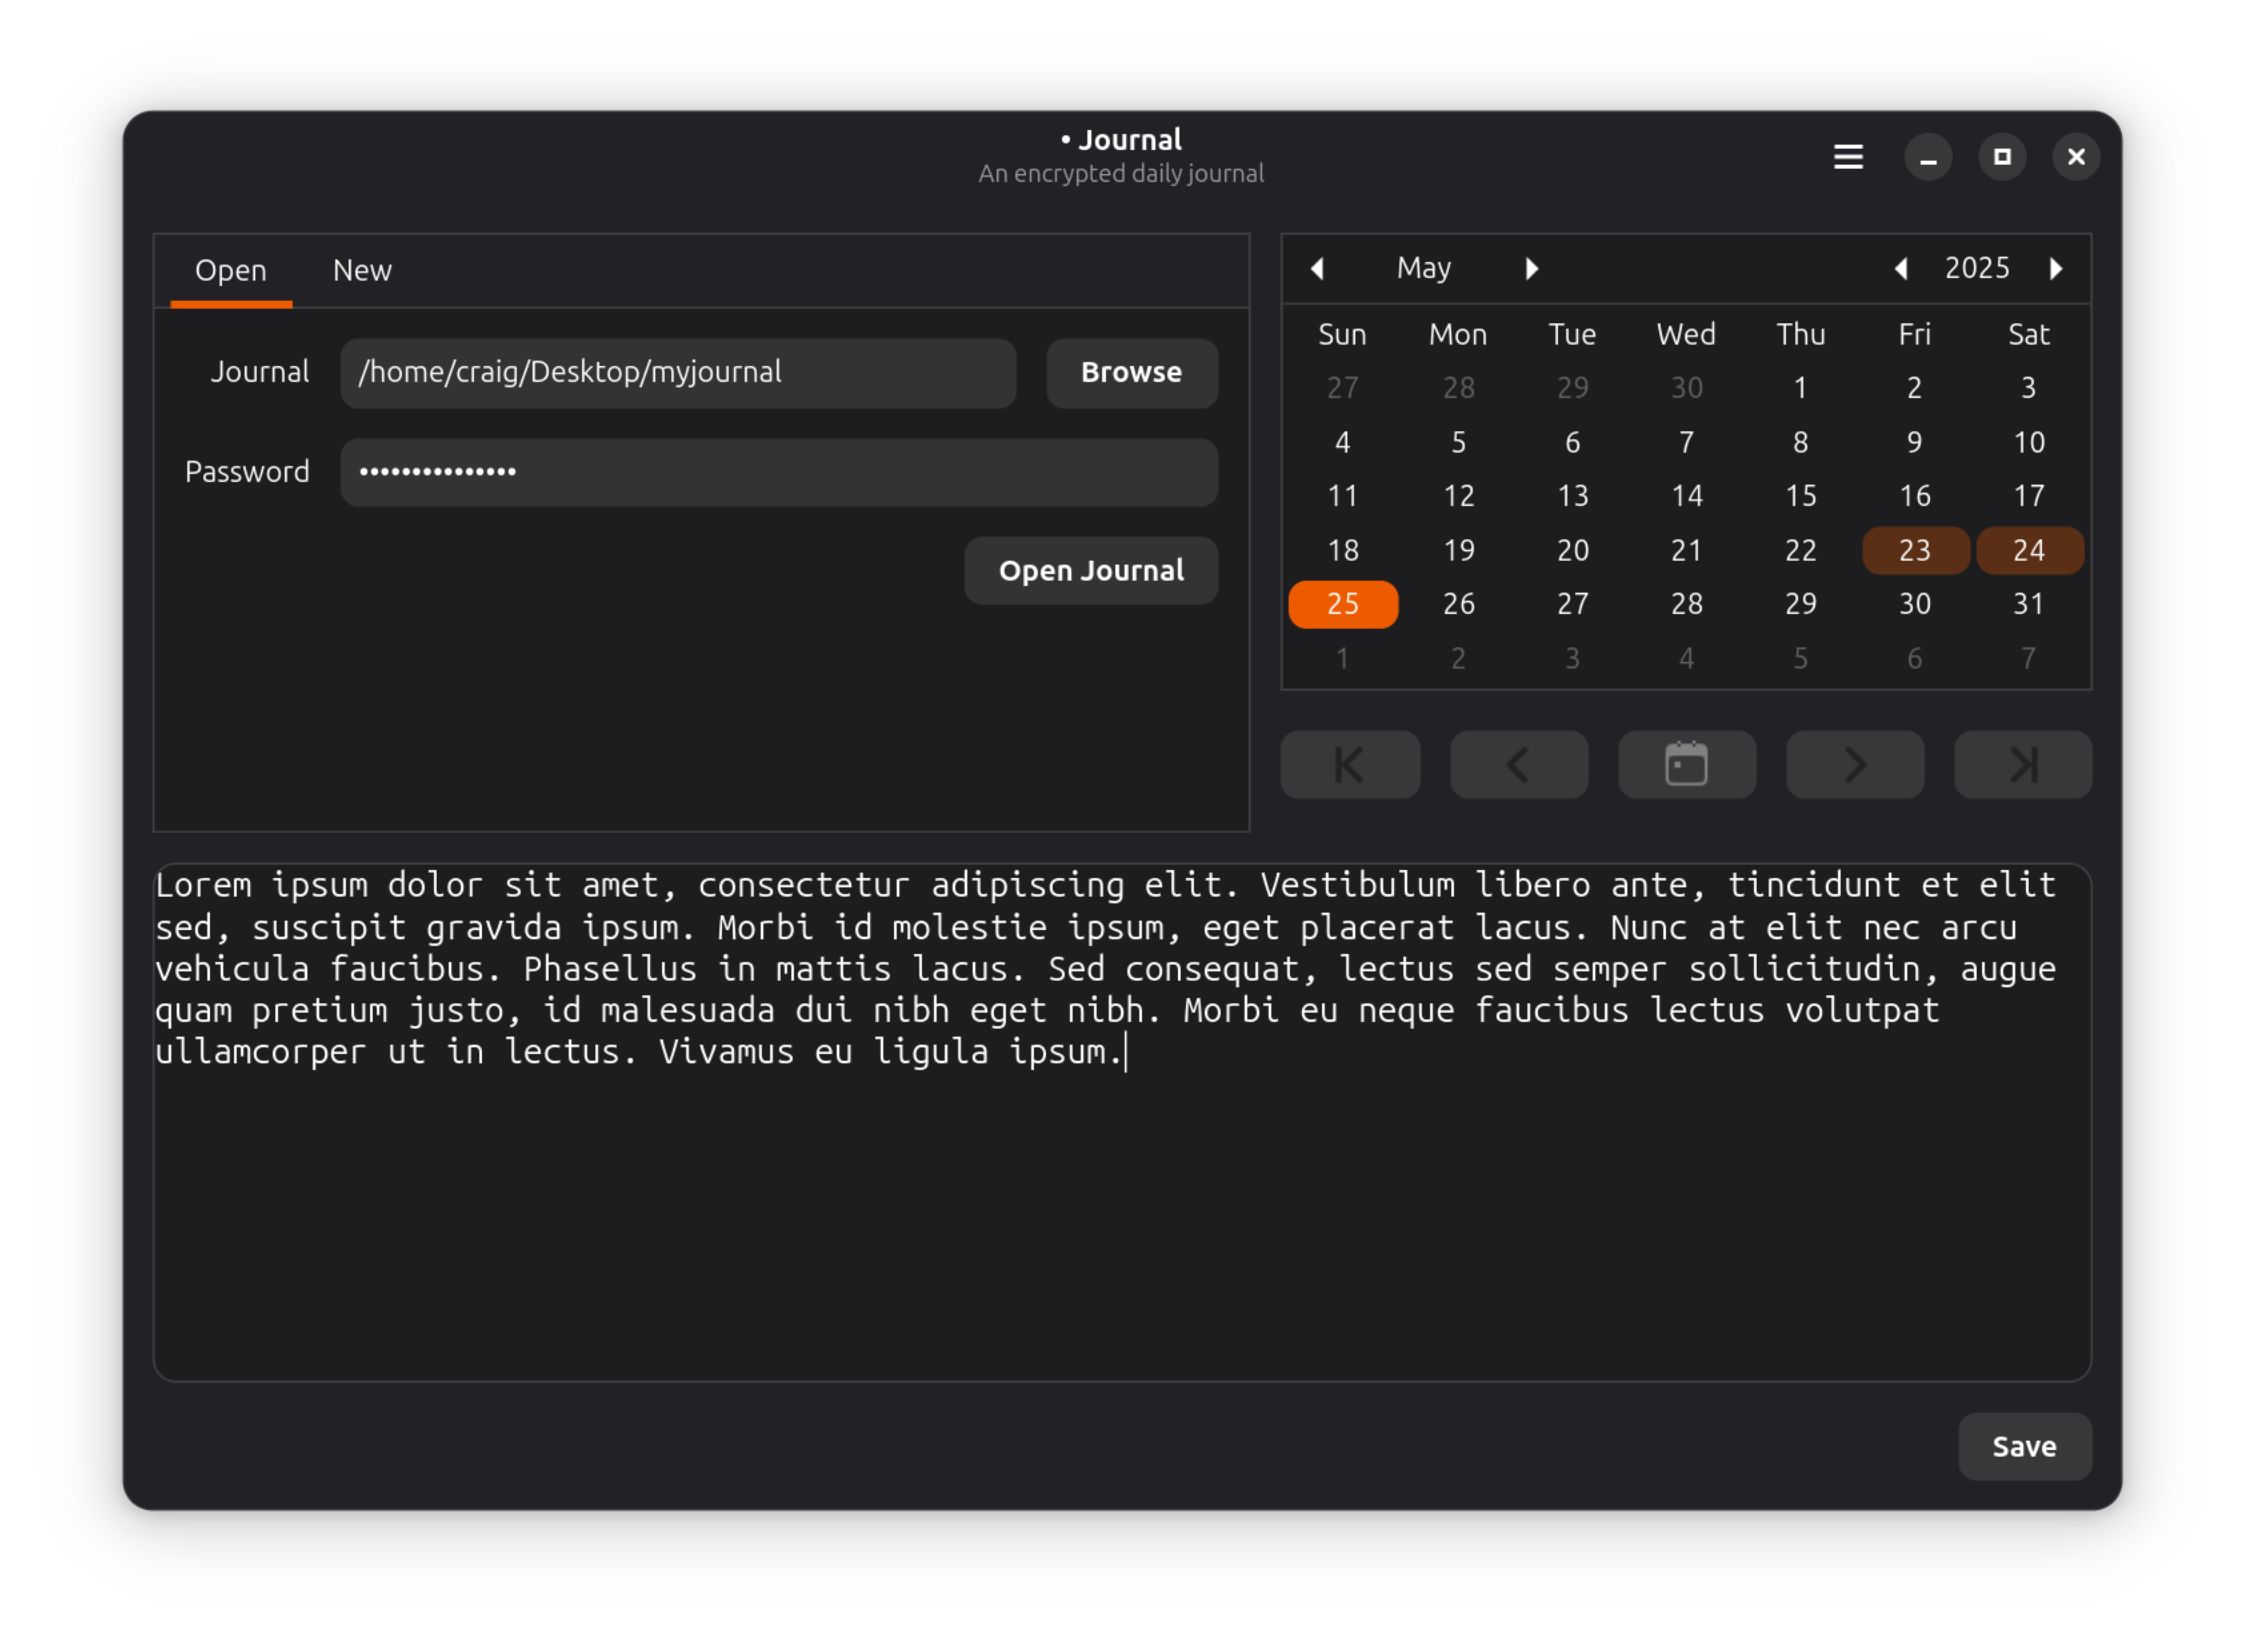 • Journal
An encrypted daily journal
Open New
Journal /home/craig/Desktop/myjournal Browse
Password •••••••••••••••
Open Journal
May 2025
Sun Mon Tue Wed Thu Fri Sat
27 28 29 30 1 2 3
4 5 6 7 8 9 10
11 12 13 14 15 16 17
18 19 20 21 22 23 24
25 26 27 28 29 30 31
1 2 3 4 5 6 7
Lorem ipsum dolor sit amet, consectetur adipiscing elit. Vestibulum libero ante, tincidunt et elit
sed, suscipit gravida ipsum. Morbi id molestie ipsum, eget placerat lacus. Nunc at elit nec arcu
vehicula faucibus. Phasellus in mattis lacus. Sed consequat, lectus sed semper sollicitudin, augue
quam pretium justo, id malesuada dui nibh eget nibh. Morbi eu neque faucibus lectus volutpat
ullamcorper ut in lectus. Vivamus eu ligula ipsum.
Save